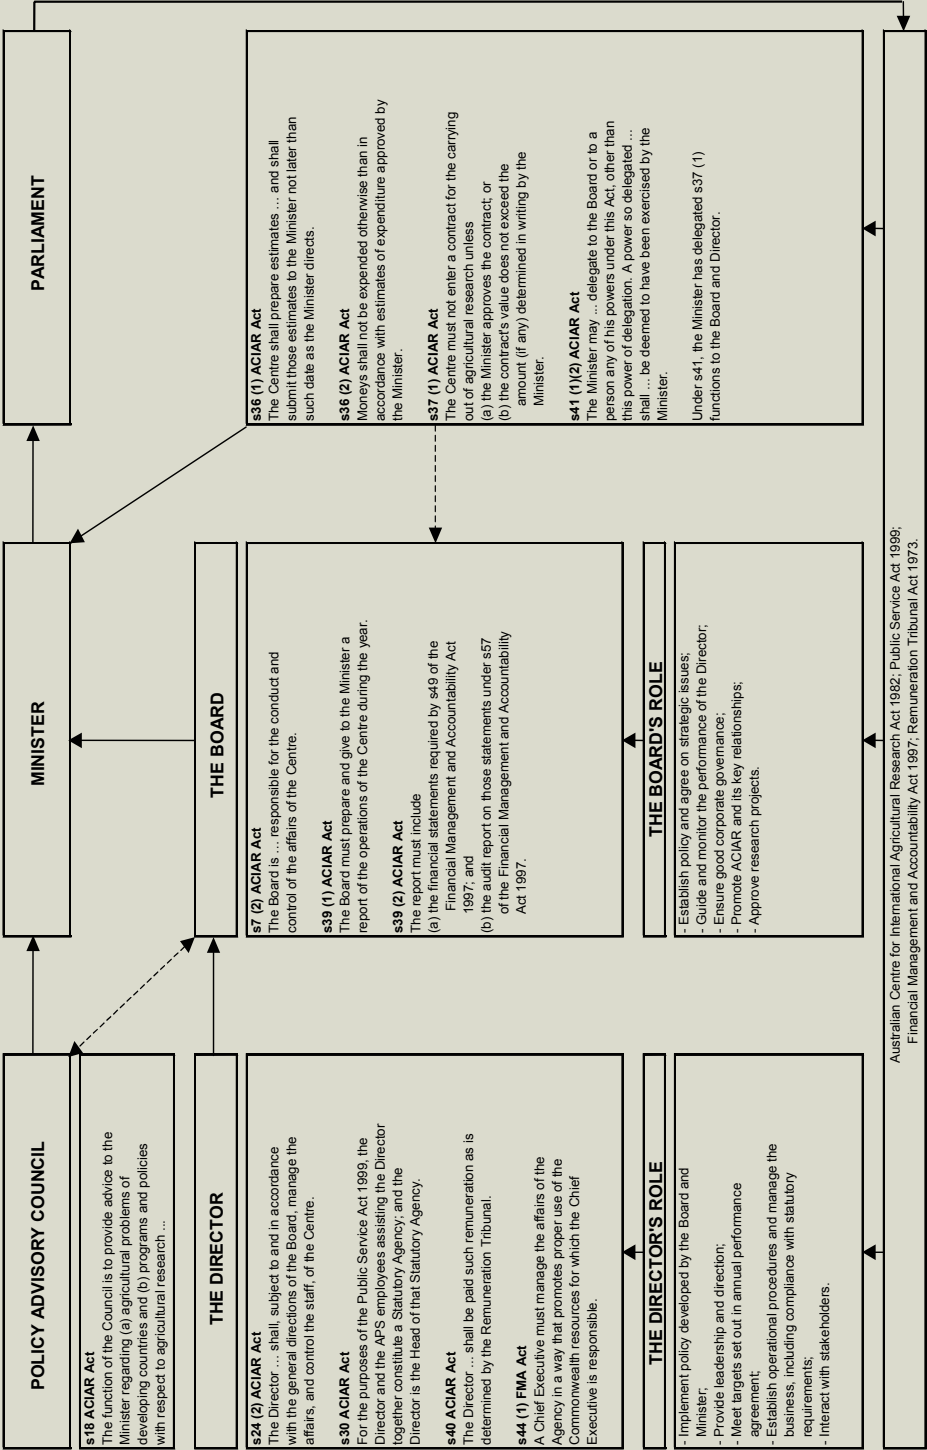 POLICY ADVISORY COUNCIL
s18 ACIAR Act
The function of the Council is to provide advice to the
Minister regarding (a) agricultural problems of
developing countries and (b) programs and policies
with respect to agricultural research ...
THE DIRECTOR
s24 (2) ACIAR Act
The Director ... shall, subject to and in accordance
with the general directions of the Board, manage the
affairs, and control the staff, of the Centre.
s30 ACIAR Act
For the purposes of the Public Service Act 1999, the
Director and the APS employees assisting the Director
together constitute a Statutory Agency; and the
Director is the Head of that Statutory Agency.
s40 ACIAR Act
The Director ... shall be paid such remuneration as is
determined by the Remuneration Tribunal.
s44 (1) FMA Act
A Chief Executive must manage the affairs of the
Agency in a way that promotes proper use of the
Commonwealth resources for which the Chief
Executive is responsible.
THE DIRECTOR'S ROLE
- Implement policy developed by the Board and
Minister;
- Provide leadership and direction;
- Meet targets set out in annual performance
agreement;
- Establish operational procedures and manage the
business, including compliance with statutory
requirements;
- Interact with stakeholders.
MINISTER
THE BOARD
s7 (2) ACIAR Act
The Board is ... responsible for the conduct and
control of the affairs of the Centre.
s39 (1) ACIAR Act
The Board must prepare and give to the Minister a
report of the operations of the Centre during the year.
s39 (2) ACIAR Act
The report must include
(a) the financial statements required by s49 of the
Financial Management and Accountability Act
1997; and
(b) the audit report on those statements under s57
of the Financial Management and Accountability
Act 1997.
THE BOARD'S ROLE
- Establish policy and agree on strategic issues;
- Guide and monitor the performance of the Director;
- Ensure good corporate governance;
- Promote ACIAR and its key relationships;
- Approve research projects.
PARLIAMENT
s36 (1) ACIAR Act
The Centre shall prepare estimates ... and shall
submit those estimates to the Minister not later than
such date as the Minister directs.
s36 (2) ACIAR Act
Moneys shall not be expended otherwise than in
accordance with estimates of expenditure approved by
the Minister.
s37 (1) ACIAR Act
The Centre must not enter a contract for the carrying
out of agricultural research unless
(a) the Minister approves the contract; or
(b) the contract's value does not exceed the
amount (if any) determined in writing by the
Minister.
s41 (1)(2) ACIAR Act
The Minister may ... delegate to the Board or to a
person any of his powers under this Act, other than
this power of delegation. A power so delegated ...
shall ... be deemed to have been exercised by the
Minister.
Under s41, the Minister has delegated s37 (1)
functions to the Board and Director.
Australian Centre for International Agricultural Research Act 1982; Public Service Act 1999;
Financial Management and Accountability Act 1997; Remuneration Tribunal Act 1973.